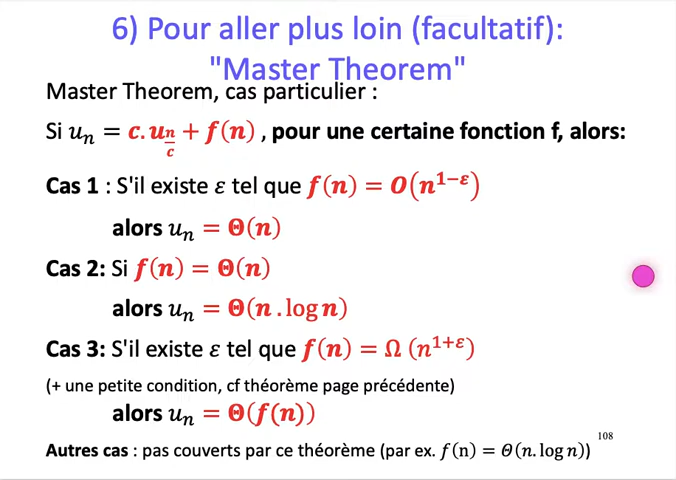 6) Pour aller plus loin (facultatif):
"Master Theorem"
Master Theorem, cas particulier :
Si uₙ = c.u_{n/c} + f(n) , pour une certaine fonction f, alors:
Cas 1 : S'il existe ε tel que f(n) = O(n^{1−ε})
alors uₙ = Θ(n)
Cas 2: Si f(n) = Θ(n)
alors uₙ = Θ(n .log n)
Cas 3: S'il existe ε tel que f(n) = Ω (n^{1+ε})
(+ une petite condition, cf théorème page précédente)
alors uₙ = Θ(f(n))
Autres cas : pas couverts par ce théorème (par ex. f(n) = Θ(n. log n))
108